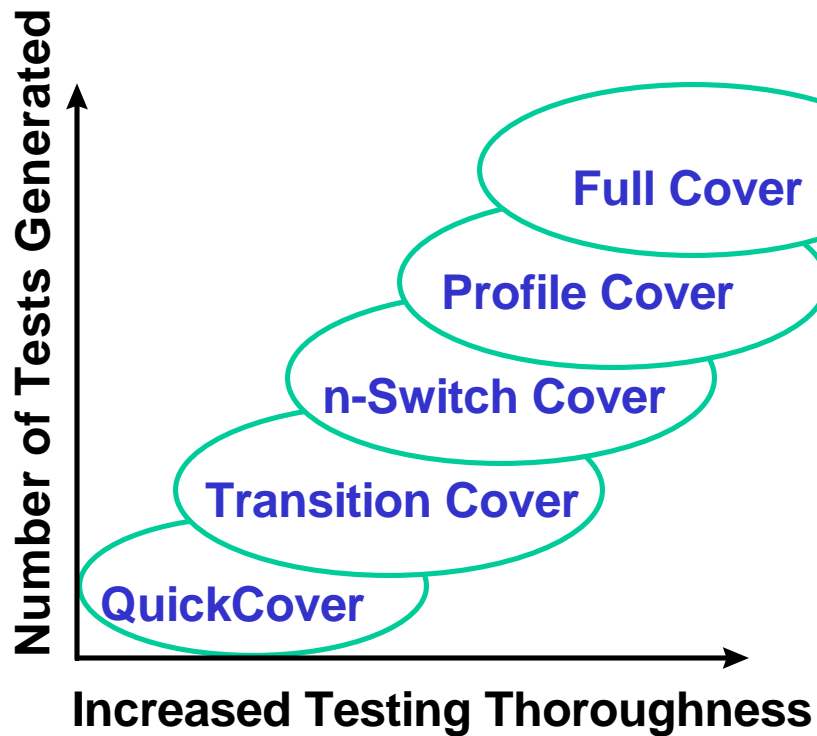 Number of Tests Generated
Full Cover
Profile Cover
n-Switch Cover
Transition Cover
QuickCover
Increased Testing Thoroughness